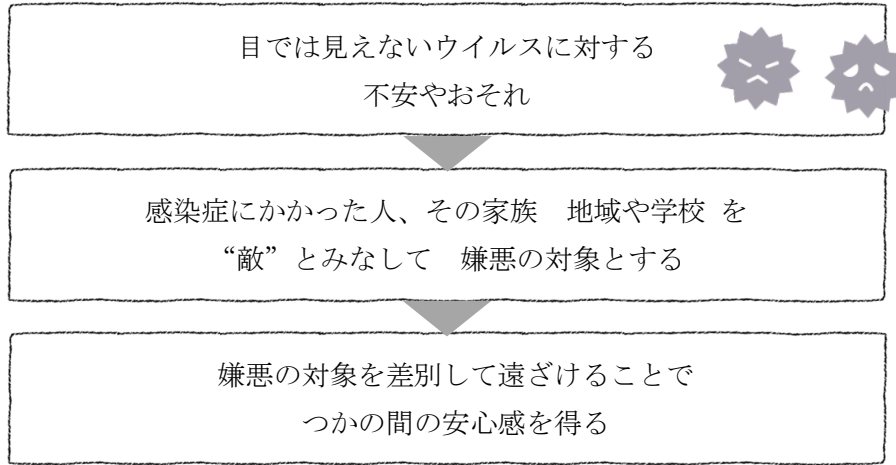 目では見えないウイルスに対する
不安やおそれ
感染症にかかった人、その家族　地域や学校 を
“敵”とみなして　嫌悪の対象とする
嫌悪の対象を差別して遠ざけることで
つかの間の安心感を得る